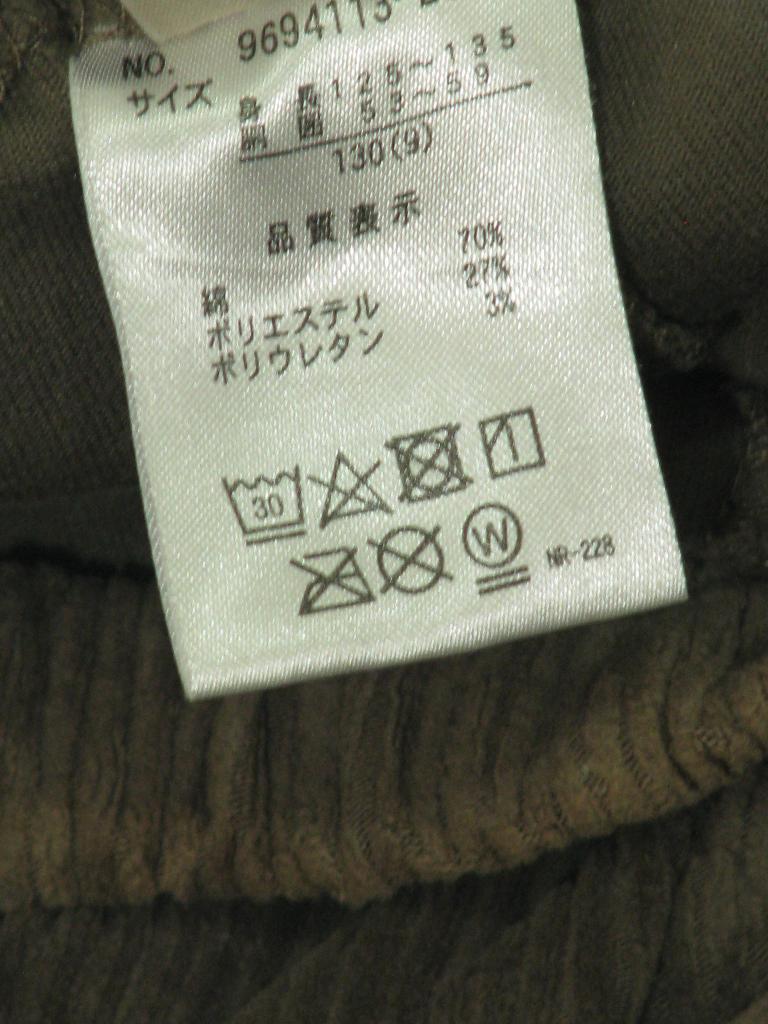 NO. 9694113
サイズ 身長 125～135
胴囲 53～59
130(9)
品質表示
綿 70%
ポリエステル 27%
ポリウレタン 3%
30
W
NR-228